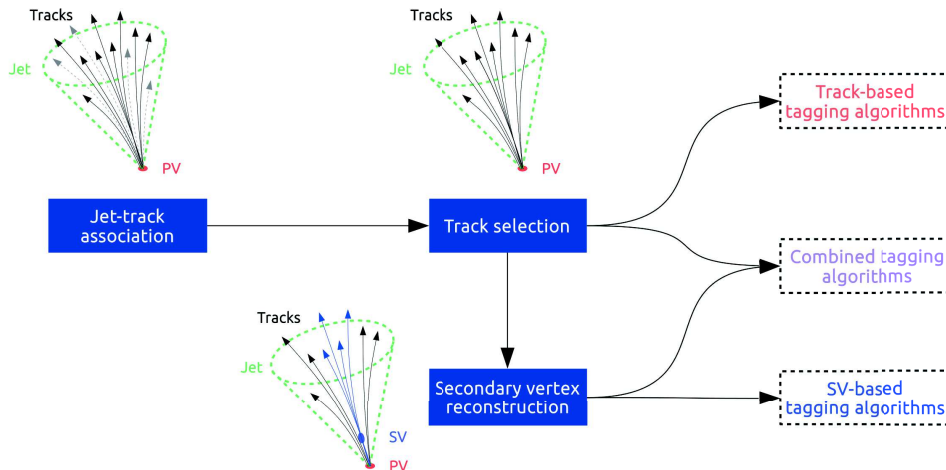 Tracks
Jet
PV
Tracks
Jet
PV
Track-based
tagging algorithms
Jet-track
association
Track selection
Combined tagging
algorithms
Tracks
Jet
SV
PV
Secondary vertex
reconstruction
SV-based
tagging algorithms